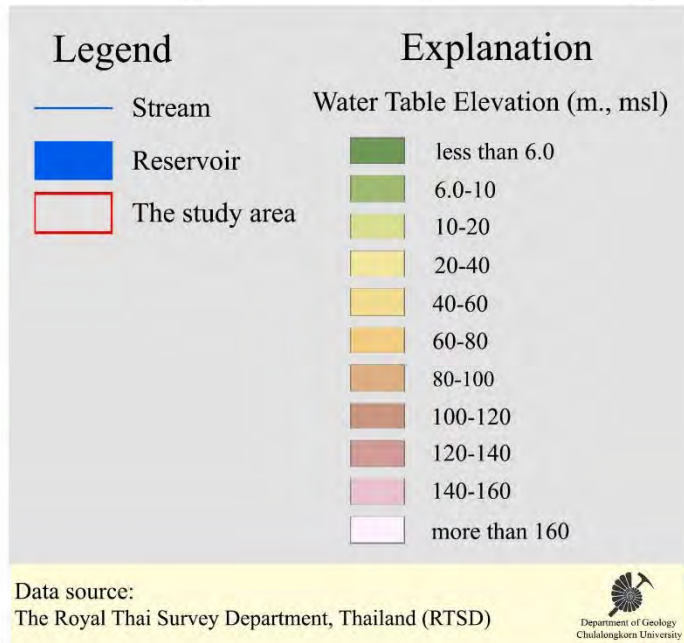 Legend
Stream
Reservoir
The study area
Explanation
Water Table Elevation (m., msl)
less than 6.0
6.0-10
10-20
20-40
40-60
60-80
80-100
100-120
120-140
140-160
more than 160
Data source:
The Royal Thai Survey Department, Thailand (RTSD)
Department of Geology
Chulalongkorn University